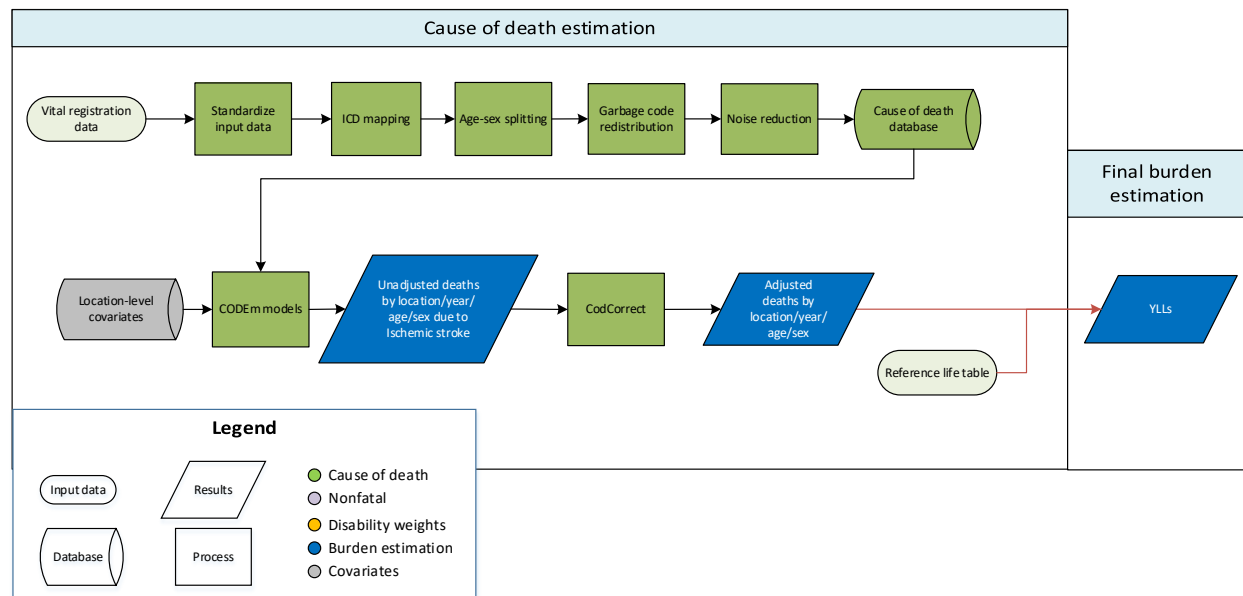 Cause of death estimation
Vital registration
data
Standardize
input data
ICD mapping
Age-sex splitting
Garbage code
redistribution
Noise reduction
Cause of death
database
Final burden
estimation
Location-level
covariates
CODEm models
Unadjusted deaths
by location/year/
age/sex due to
Ischemic stroke
CodCorrect
Adjusted
deaths by
location/year/
age/sex
YLLs
Reference life table
Legend
Input data
Results
Database
Process
Cause of death
Nonfatal
Disability weights
Burden estimation
Covariates